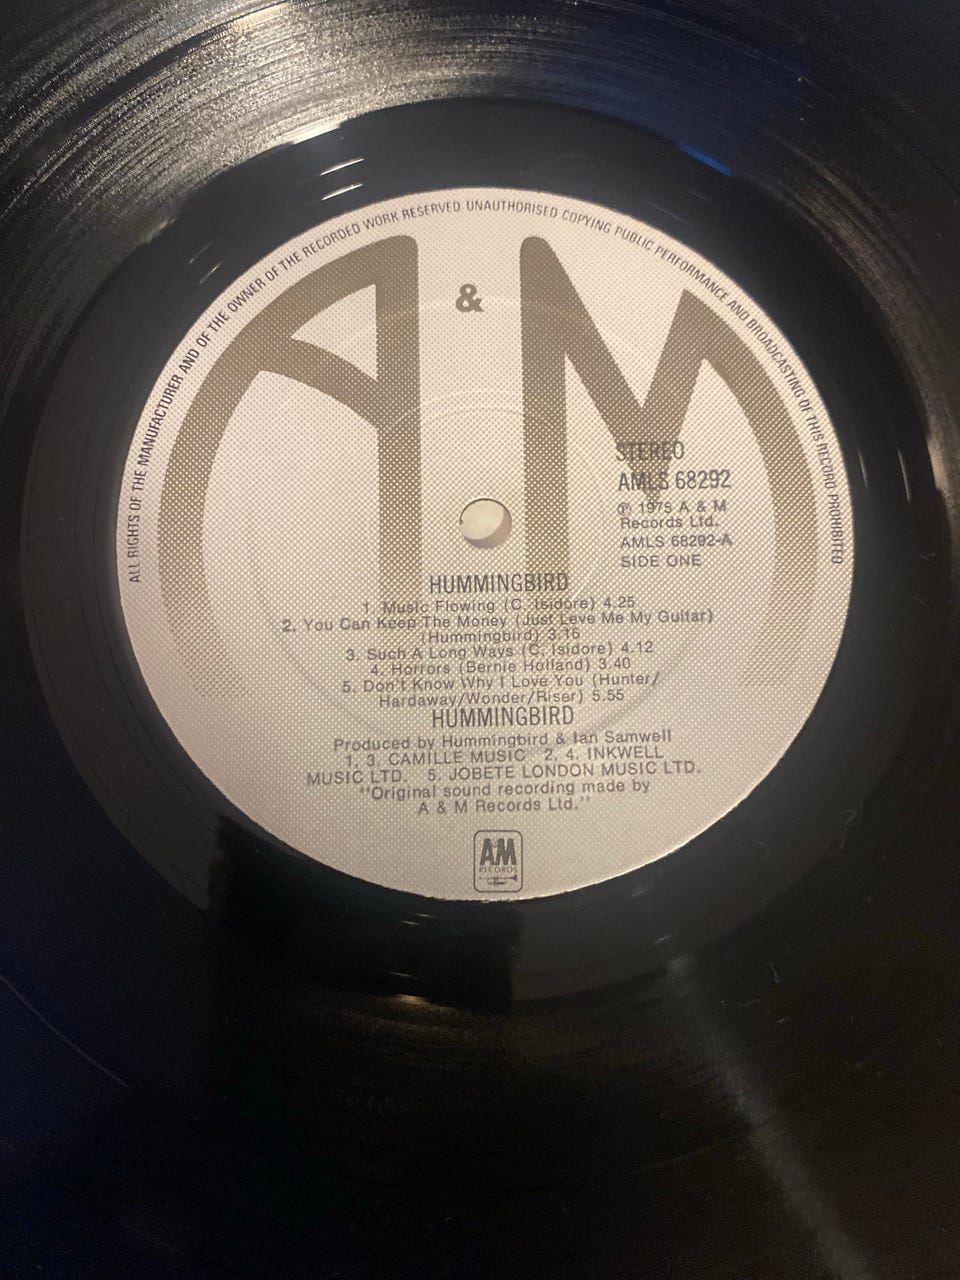 ALL RIGHTS OF THE MANUFACTURER AND OF THE OWNER OF THE RECORDED WORK RESERVED UNAUTHORISED COPYING PUBLIC PERFORMANCE AND BROADCASTING OF THIS RECORD PROHIBITED
A & M
STEREO
AMLS 68292
℗ 1975 A & M
Records Ltd.
AMLS 68292-A
SIDE ONE
HUMMINGBIRD
1. Music Flowing (C. Isidore) 4.25
2. You Can Keep The Money (Just Leve Me My Guitar)
(Hummingbird) 3.16
3. Such A Long Ways (C. Isidore) 4.12
4. Horrors (Bernie Holland) 3.40
5. Don't Know Why I Love You (Hunter/
Hardaway/Wonder/Riser) 5.55
HUMMINGBIRD
Produced by Hummingbird & Ian Samwell
1, 3. CAMILLE MUSIC 2, 4. INKWELL
MUSIC LTD. 5. JOBETE LONDON MUSIC LTD.
"Original sound recording made by
A & M Records Ltd."
AM
RECORDS